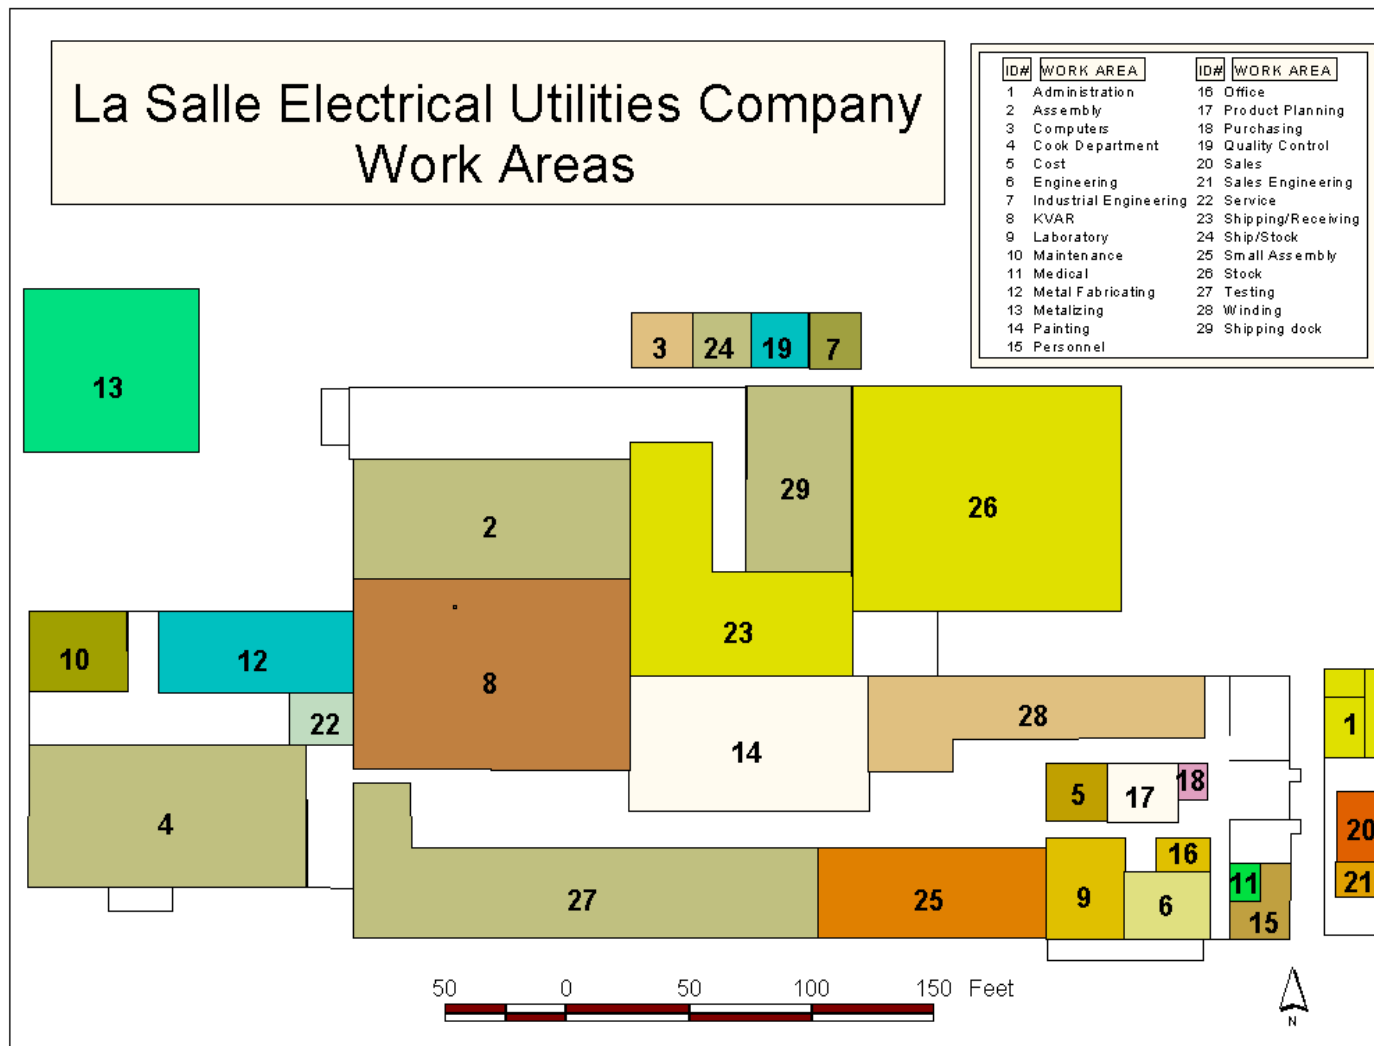 La Salle Electrical Utilities Company
Work Areas
ID# WORK AREA ID# WORK AREA
1 Administration 16 Office
2 Assembly 17 Product Planning
3 Computers 18 Purchasing
4 Cook Department 19 Quality Control
5 Cost 20 Sales
6 Engineering 21 Sales Engineering
7 Industrial Engineering 22 Service
8 KVAR 23 Shipping/Receiving
9 Laboratory 24 Ship/Stock
10 Maintenance 25 Small Assembly
11 Medical 26 Stock
12 Metal Fabricating 27 Testing
13 Metalizing 28 Winding
14 Painting 29 Shipping dock
15 Personnel
3 24 19 7
13
29
26
2
23
10 12
8
22
28
1
14
5 17 18
4
20
16
27 25 9 6 11 21
15
50 0 50 100 150 Feet
N